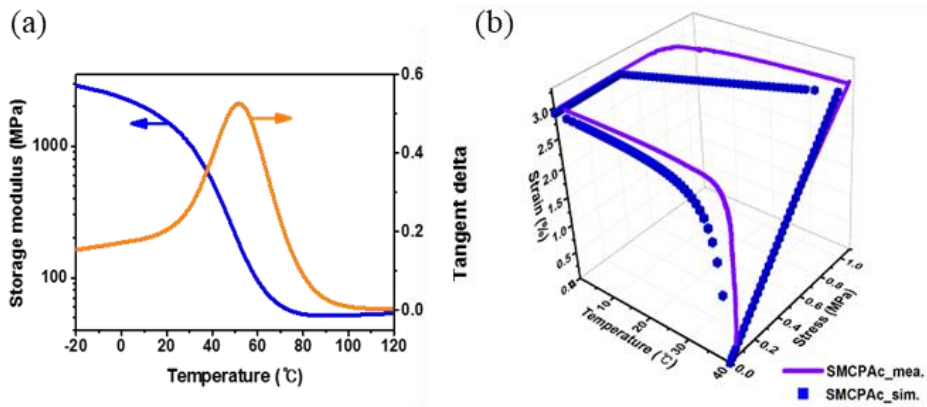 (a)
(b)
Storage modulus (MPa)
1000
100
0.6
0.4
0.2
0.0
Tangent delta
-20 0 20 40 60 80 100 120
Temperature (℃)
3.0
2.5
2.0
1.5
1.0
0.5
0.0
Strain (%)
10
20
30
40
Temperature (℃)
0.0
0.2
0.4
0.6
0.8
1.0
Stress (MPa)
SMCPAc_mea.
SMCPAc_sim.